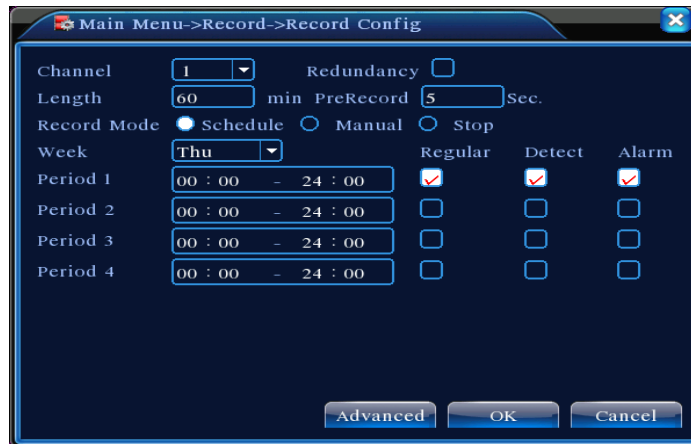 Main Menu->Record->Record Config
Channel 1 Redundancy
Length 60 min PreRecord 5 Sec.
Record Mode Schedule Manual Stop
Week Thu Regular Detect Alarm
Period 1 00 : 00 - 24 : 00
Period 2 00 : 00 - 24 : 00
Period 3 00 : 00 - 24 : 00
Period 4 00 : 00 - 24 : 00
Advanced OK Cancel